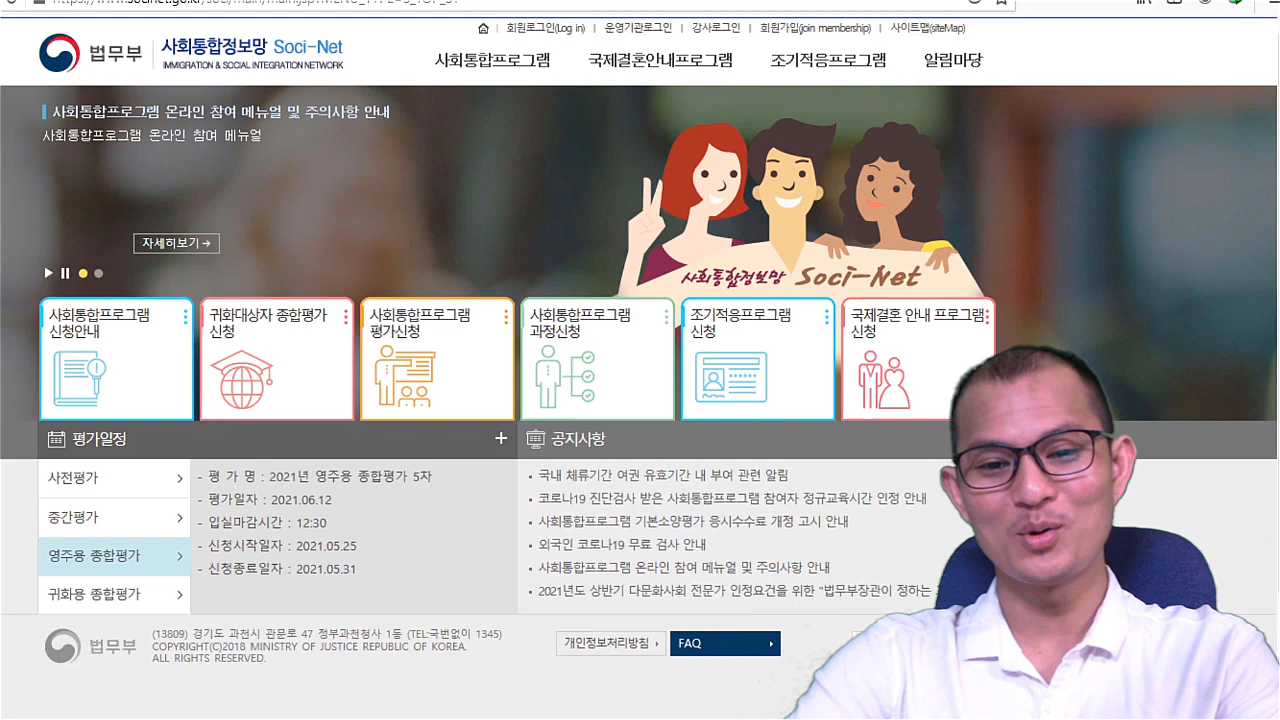 회원로그인(Log in) | 운영기관로그인 | 강사로그인 | 회원가입(join membership) | 사이트맵(siteMap)
법무부
사회통합정보망 Soci-Net
IMMIGRATION & SOCIAL INTEGRATION NETWORK
사회통합프로그램 국제결혼안내프로그램 조기적응프로그램 알림마당
사회통합프로그램 온라인 참여 메뉴얼 및 주의사항 안내
사회통합프로그램 온라인 참여 메뉴얼
자세히보기
사회통합정보망 Soci-Net
사회통합프로그램
신청안내
귀화대상자 종합평가
신청
사회통합프로그램
평가신청
사회통합프로그램
과정신청
조기적응프로그램
신청
국제결혼 안내 프로그램
신청
평가일정
사전평가
중간평가
영주용 종합평가
귀화용 종합평가
- 평 가 명 : 2021년 영주용 종합평가 5차
- 평가일자 : 2021.06.12
- 입실마감시간 : 12:30
- 신청시작일자 : 2021.05.25
- 신청종료일자 : 2021.05.31
공지사항
국내 체류기간 여권 유효기간 내 부여 관련 알림
코로나19 진단검사 받은 사회통합프로그램 참여자 정규교육시간 인정 안내
사회통합프로그램 기본소양평가 응시수수료 개정 고시 안내
외국인 코로나19 무료 검사 안내
사회통합프로그램 온라인 참여 메뉴얼 및 주의사항 안내
2021년도 상반기 다문화사회 전문가 인정요건을 위한 "법무부장관이 정하는
법무부
(13809) 경기도 과천시 관문로 47 정부과천청사 1동 (TEL:국번없이 1345)
COPYRIGHT(C)2018 MINISTRY OF JUSTICE REPUBLIC OF KOREA.
ALL RIGHTS RESERVED.
개인정보처리방침
FAQ